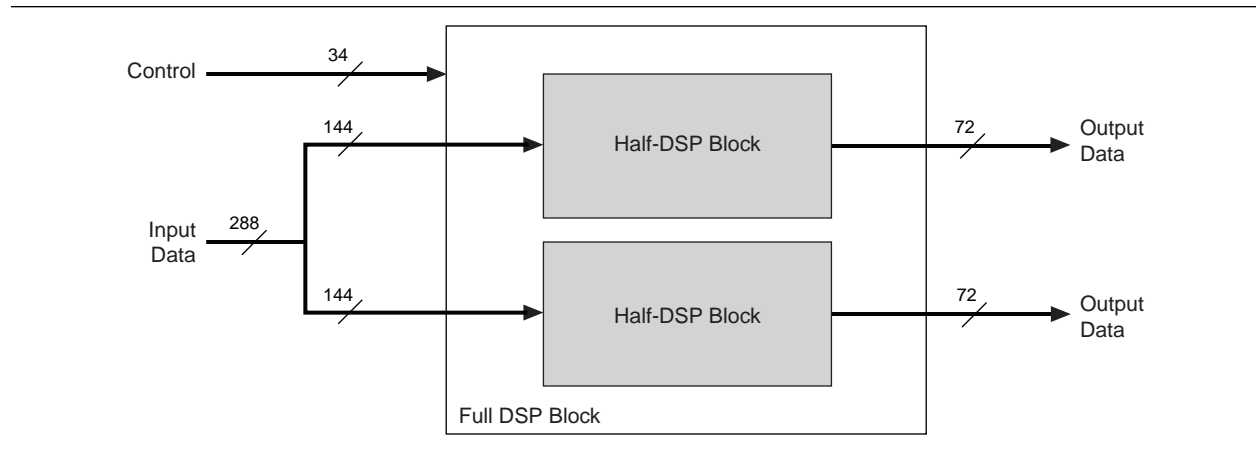 34
Control
144
Half-DSP Block
72
Output
Data
288
Input
Data
144
Half-DSP Block
72
Output
Data
Full DSP Block